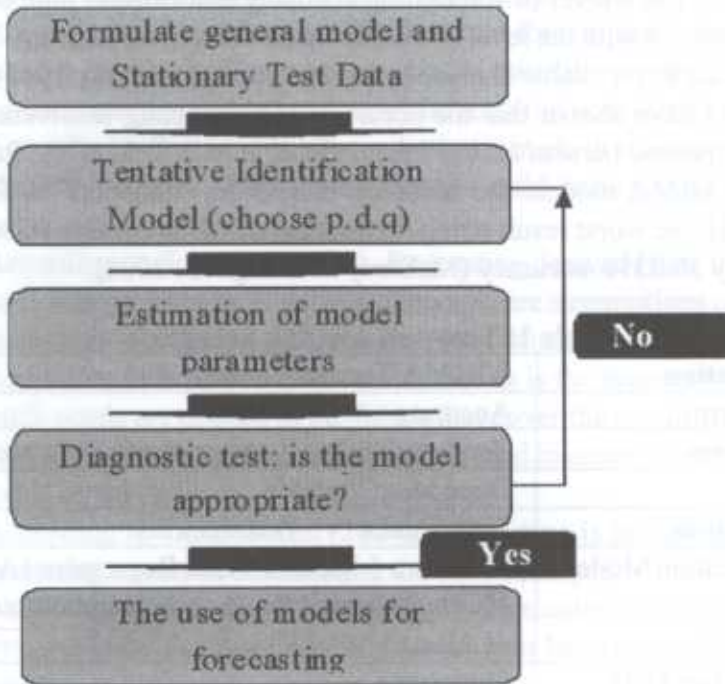 Formulate general model and
Stationary Test Data
Tentative Identification
Model (choose p.d.q)
Estimation of model
parameters
No
Diagnostic test: is the model
appropriate?
Yes
The use of models for
forecasting